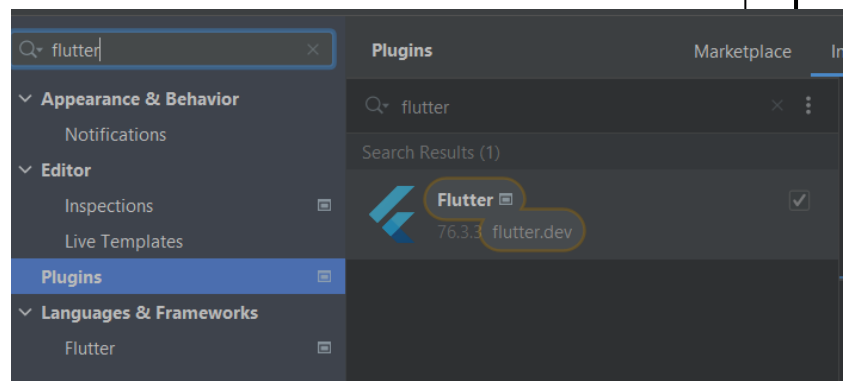 flutter
Appearance & Behavior
Notifications
Editor
Inspections
Live Templates
Plugins
Languages & Frameworks
Flutter
Plugins
Marketplace
flutter
Search Results (1)
Flutter
76.3.3 flutter.dev